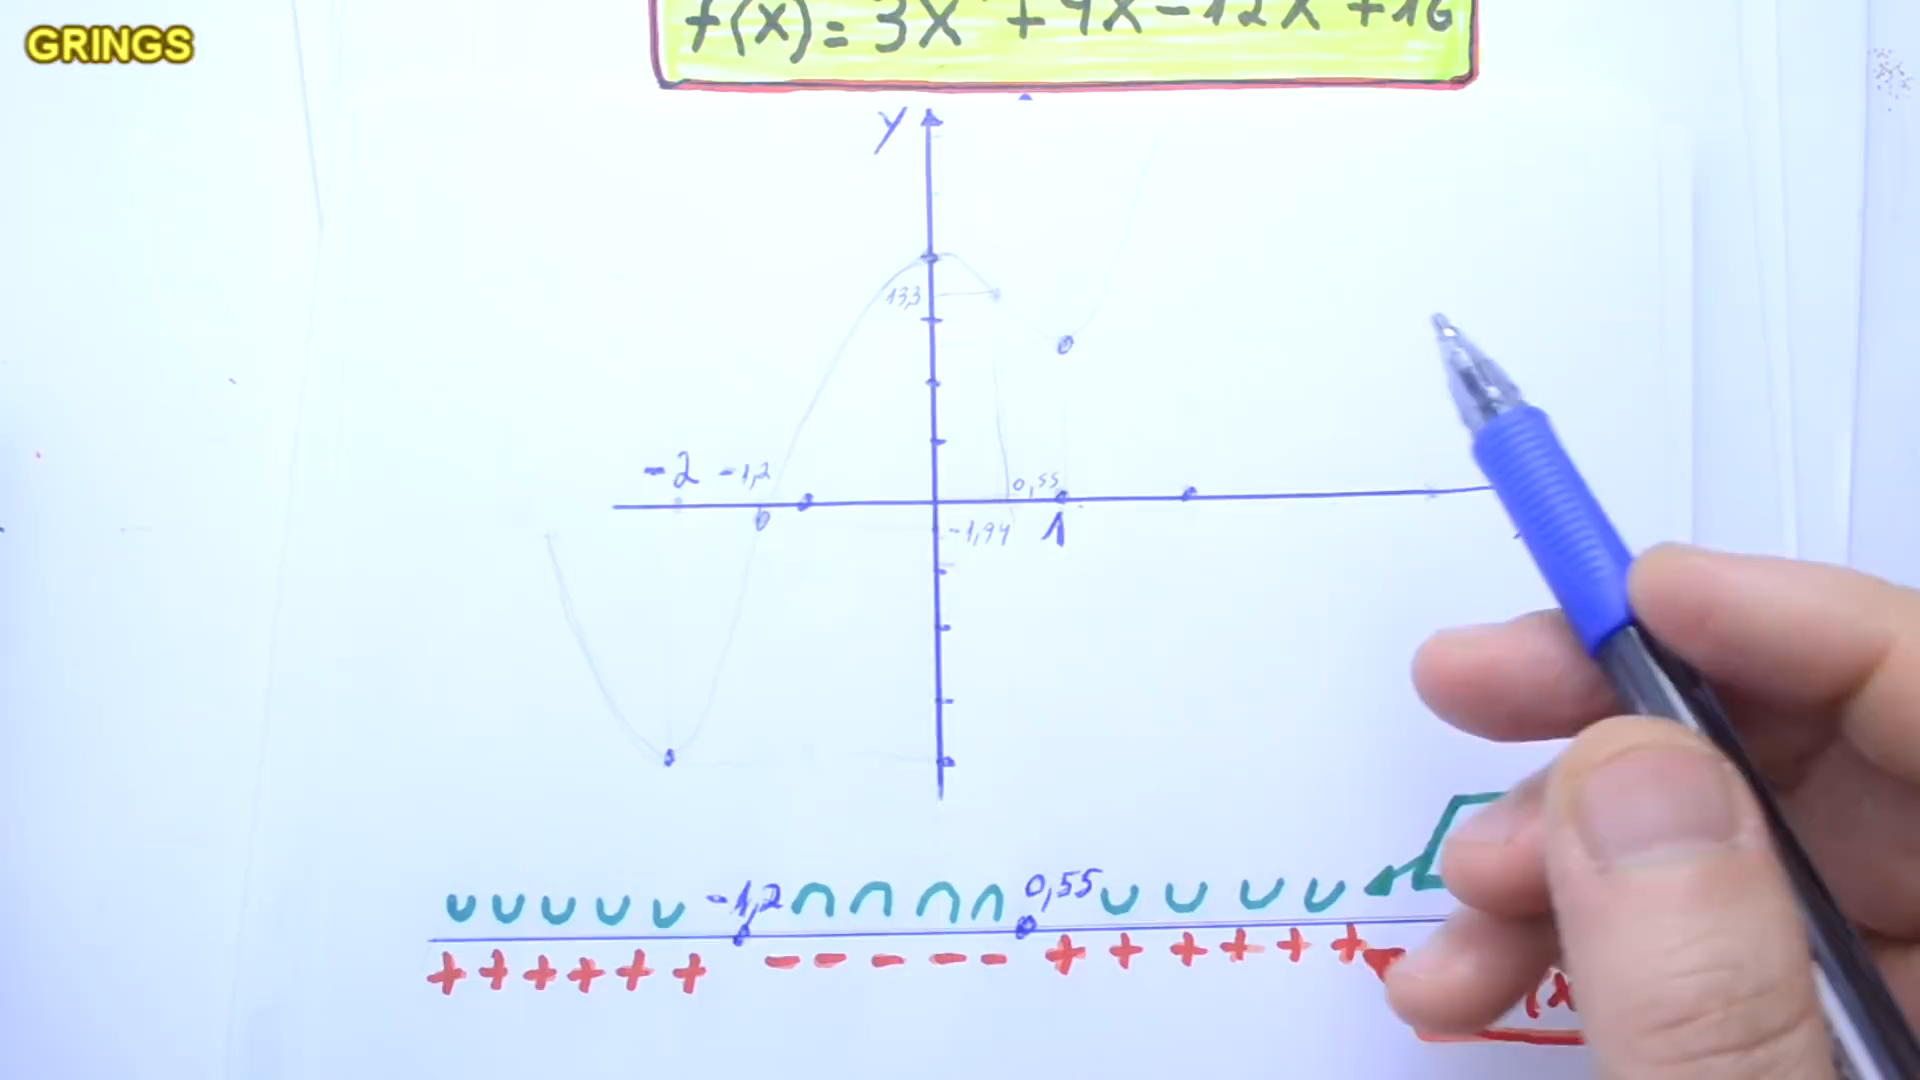 GRINGS
f(x)=3x + 4x - 12x + 16
y
13,3
-2 -1,2
0,55
-1,94 1
-1,2 0,55
+ + + + + + - - - - - + + + + + +
(x